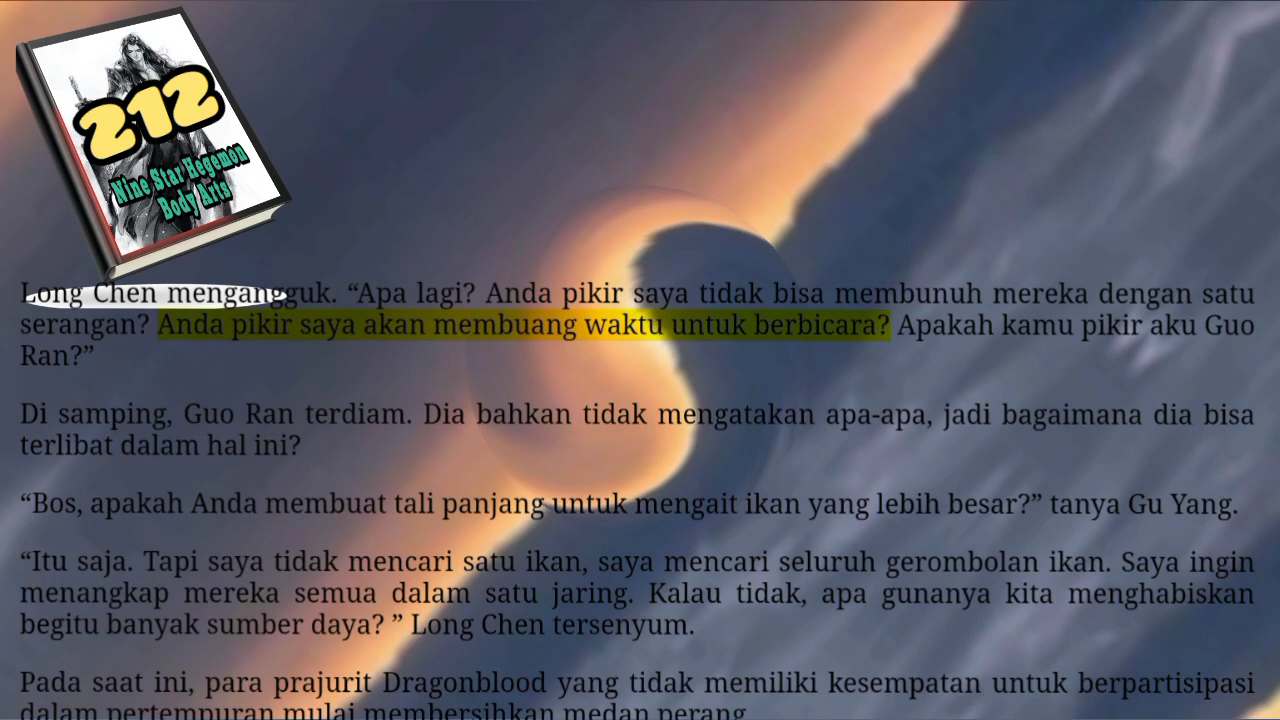 212
Nine Star Hegemon
Body Arts
Long Chen mengangguk. “Apa lagi? Anda pikir saya tidak bisa membunuh mereka dengan satu
serangan? Anda pikir saya akan membuang waktu untuk berbicara? Apakah kamu pikir aku Guo
Ran?”
Di samping, Guo Ran terdiam. Dia bahkan tidak mengatakan apa-apa, jadi bagaimana dia bisa
terlibat dalam hal ini?
“Bos, apakah Anda membuat tali panjang untuk mengait ikan yang lebih besar?” tanya Gu Yang.
“Itu saja. Tapi saya tidak mencari satu ikan, saya mencari seluruh gerombolan ikan. Saya ingin
menangkap mereka semua dalam satu jaring. Kalau tidak, apa gunanya kita menghabiskan
begitu banyak sumber daya? ” Long Chen tersenyum.
Pada saat ini, para prajurit Dragonblood yang tidak memiliki kesempatan untuk berpartisipasi
dalam pertempuran mulai membersihkan medan perang